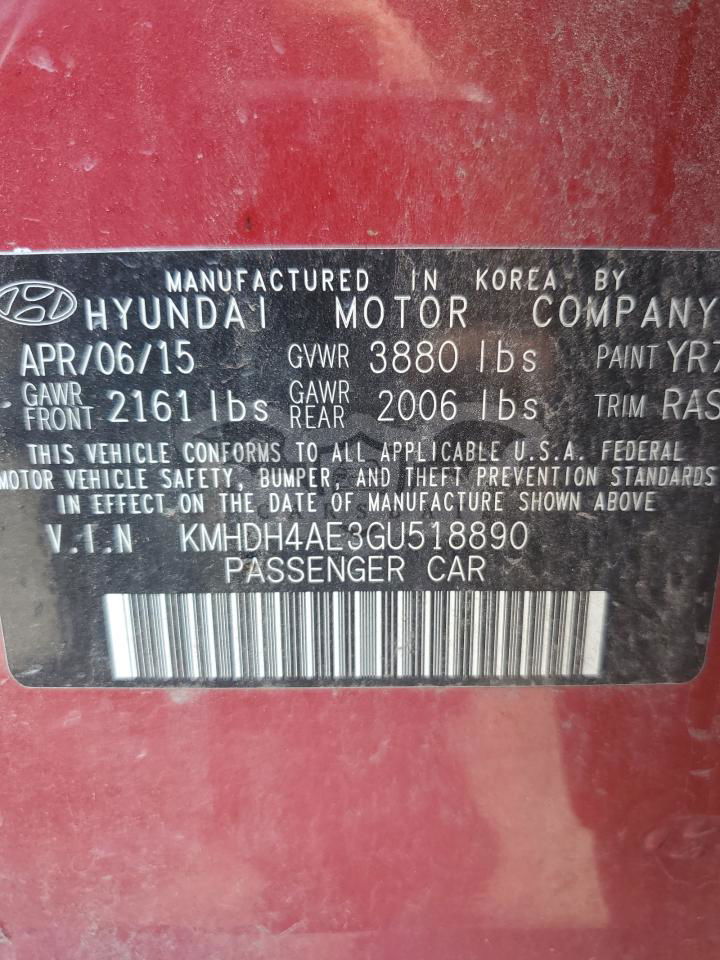 MANUFACTURED IN KOREA BY
HYUNDAI MOTOR COMPANY
APR/06/15 GVWR 3880 lbs PAINT YR7
GAWR FRONT 2161 lbs GAWR REAR 2006 lbs TRIM RAS
THIS VEHICLE CONFORMS TO ALL APPLICABLE U.S.A. FEDERAL
MOTOR VEHICLE SAFETY, BUMPER, AND THEFT PREVENTION STANDARDS
IN EFFECT ON THE DATE OF MANUFACTURE SHOWN ABOVE
V.I.N KMHDH4AE3GU518890
PASSENGER CAR